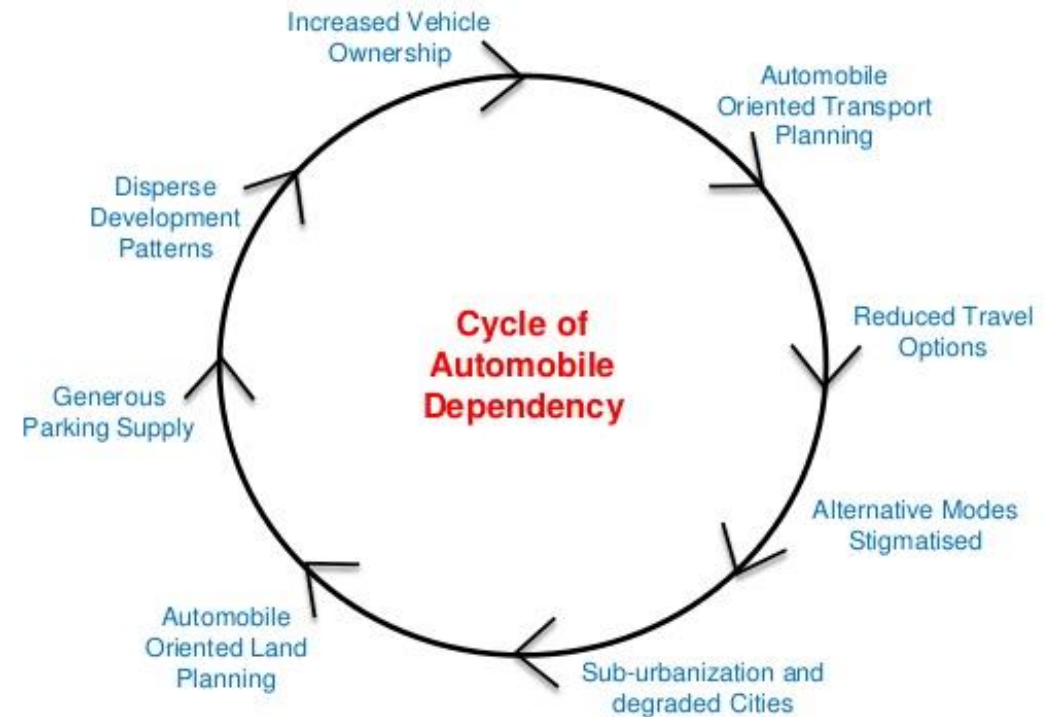 Increased Vehicle
Ownership
Automobile
Oriented Transport
Planning
Reduced Travel
Options
Alternative Modes
Stigmatised
Sub-urbanization and
degraded Cities
Automobile
Oriented Land
Planning
Generous
Parking Supply
Disperse
Development
Patterns
Cycle of
Automobile
Dependency